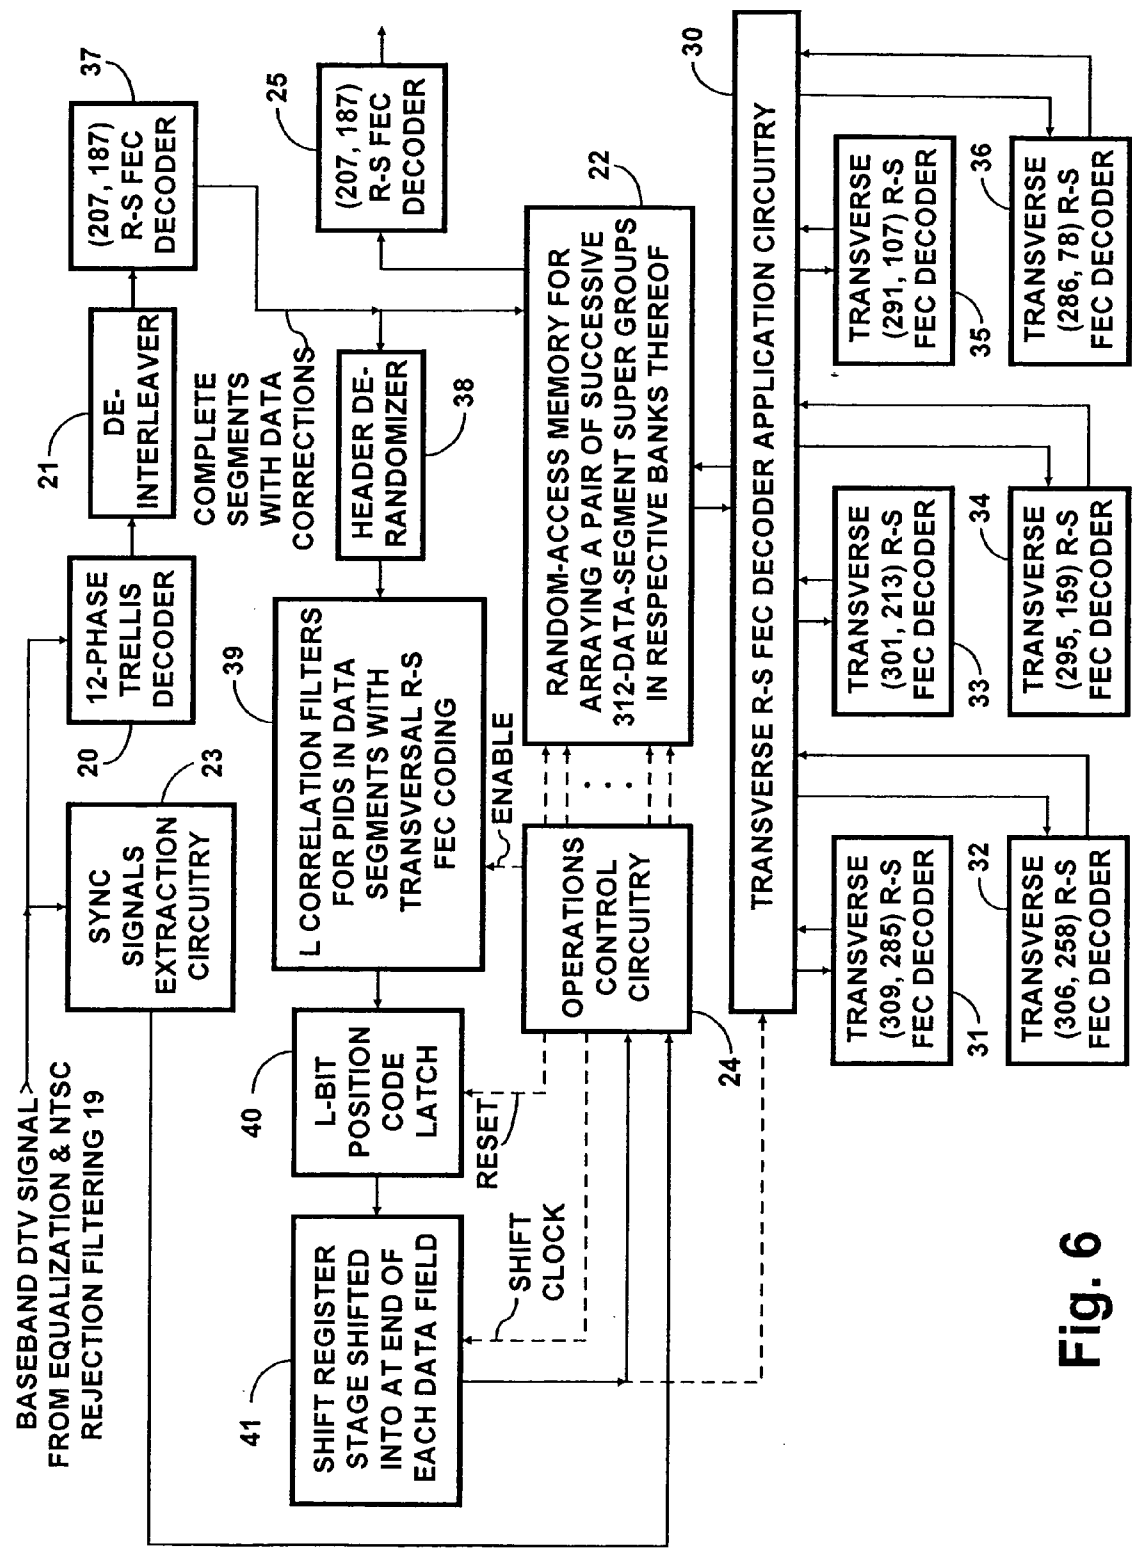 BASEBAND DTV SIGNAL
FROM EQUALIZATION & NTSC
REJECTION FILTERING 19
SYNC
SIGNALS
EXTRACTION
CIRCUITRY
23
12-PHASE
TRELLIS
DECODER
20
DE-
INTERLEAVER
21
(207, 187)
R-S FEC
DECODER
37
COMPLETE
SEGMENTS
WITH DATA
CORRECTIONS
(207, 187)
R-S FEC
DECODER
25
HEADER DE-
RANDOMIZER
38
L CORRELATION FILTERS
FOR PIDS IN DATA
SEGMENTS WITH
TRANSVERSAL R-S
FEC CODING
39
L-BIT
POSITION
CODE
LATCH
40
SHIFT REGISTER
STAGE SHIFTED
INTO AT END OF
EACH DATA FIELD
41
RESET
SHIFT
CLOCK
ENABLE
OPERATIONS
CONTROL
CIRCUITRY
24
RANDOM-ACCESS MEMORY FOR
ARRAYING A PAIR OF SUCCESSIVE
312-DATA-SEGMENT SUPER GROUPS
IN RESPECTIVE BANKS THEREOF
22
TRANSVERSE R-S FEC DECODER APPLICATION CIRCUITRY
30
TRANSVERSE
(309, 285) R-S
FEC DECODER
31
TRANSVERSE
(306, 258) R-S
FEC DECODER
32
TRANSVERSE
(301, 213) R-S
FEC DECODER
33
TRANSVERSE
(295, 159) R-S
FEC DECODER
34
TRANSVERSE
(291, 107) R-S
FEC DECODER
35
TRANSVERSE
(286, 78) R-S
FEC DECODER
36
Fig. 6